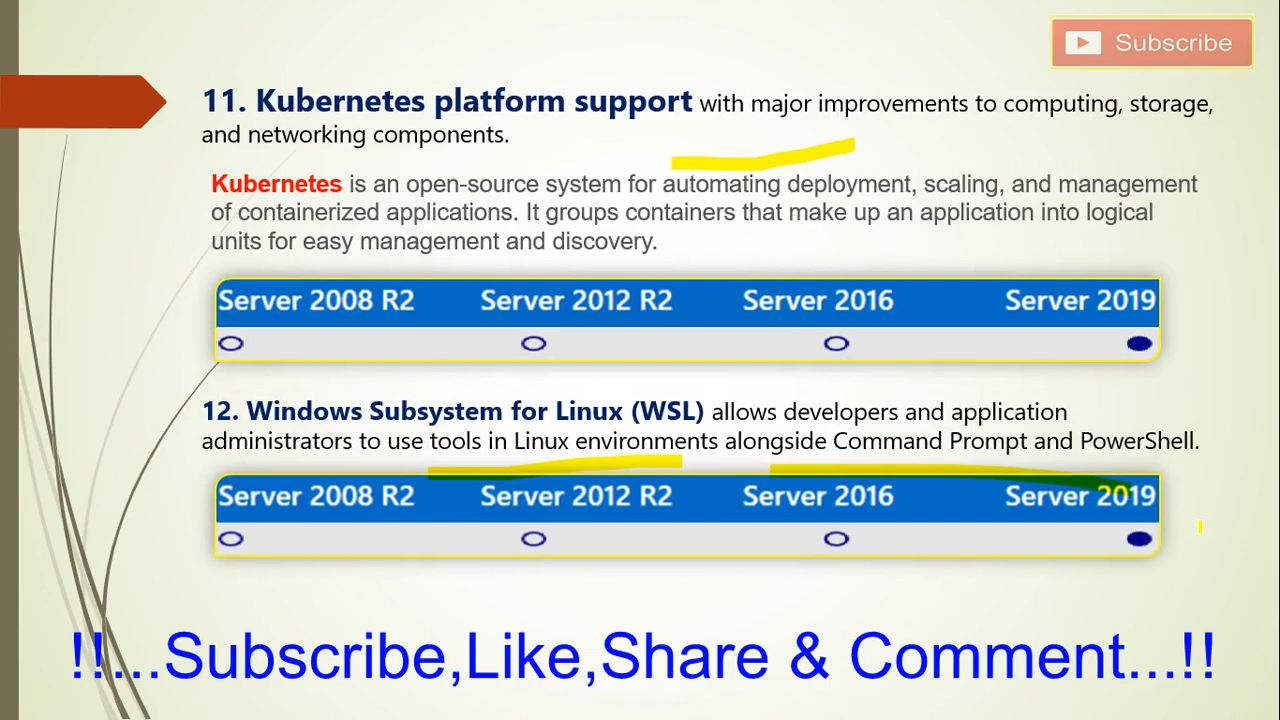 Subscribe
11. Kubernetes platform support with major improvements to computing, storage,
and networking components.
Kubernetes is an open-source system for automating deployment, scaling, and management
of containerized applications. It groups containers that make up an application into logical
units for easy management and discovery.
Server 2008 R2 Server 2012 R2 Server 2016 Server 2019
12. Windows Subsystem for Linux (WSL) allows developers and application
administrators to use tools in Linux environments alongside Command Prompt and PowerShell.
Server 2008 R2 Server 2012 R2 Server 2016 Server 2019
!!...Subscribe,Like,Share & Comment...!!